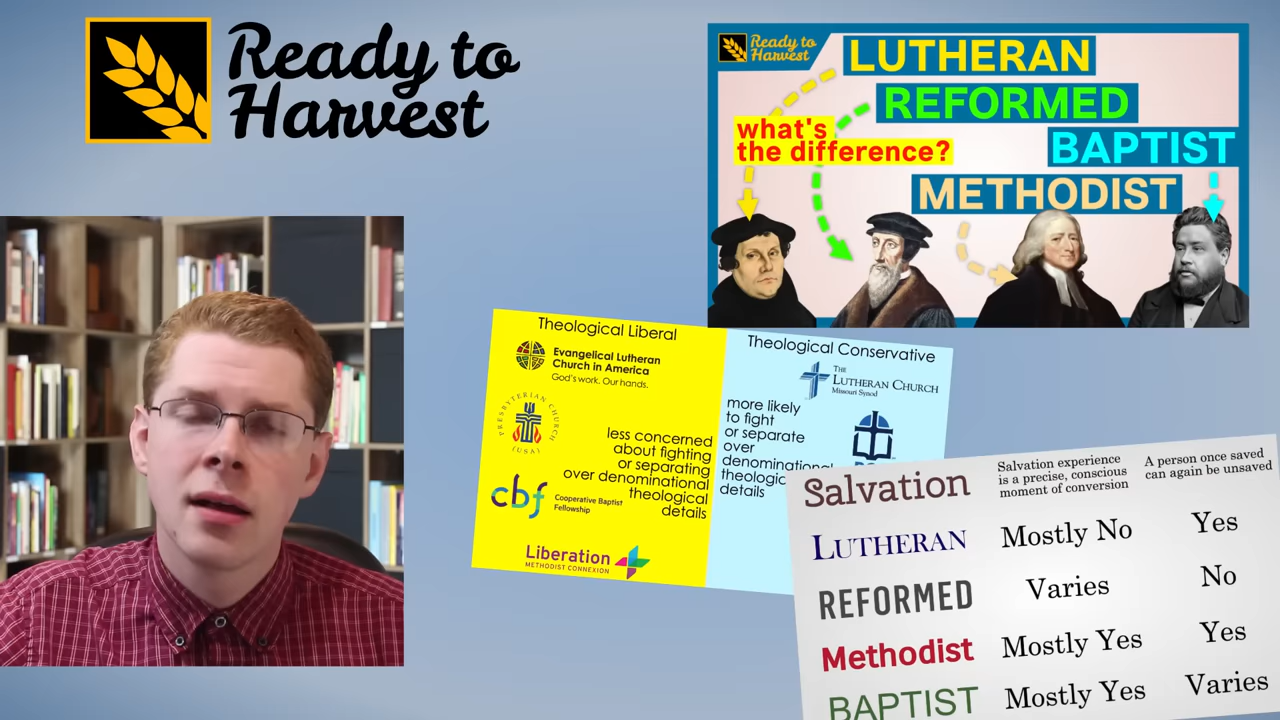 Ready to
Harvest
Ready to
Harvest
LUTHERAN
REFORMED
what's
the difference?
BAPTIST
METHODIST
Theological Liberal
Evangelical Lutheran
Church in America
God's work. Our hands.
PRESBYTERIAN CHURCH
(USA)
less concerned
about fighting
or separating
over denominational
theological
details
cbf
Cooperative Baptist
Fellowship
Liberation
METHODIST CONNEXION
Theological Conservative
THE
LUTHERAN CHURCH
Missouri Synod
more likely
to fight
or separate
over
denominational
details
Salvation
Salvation experience
is a precise, conscious
moment of conversion
A person once saved
can again be unsaved
LUTHERAN
Mostly No
Yes
REFORMED
Varies
No
Methodist
Mostly Yes
Yes
BAPTIST
Mostly Yes
Varies